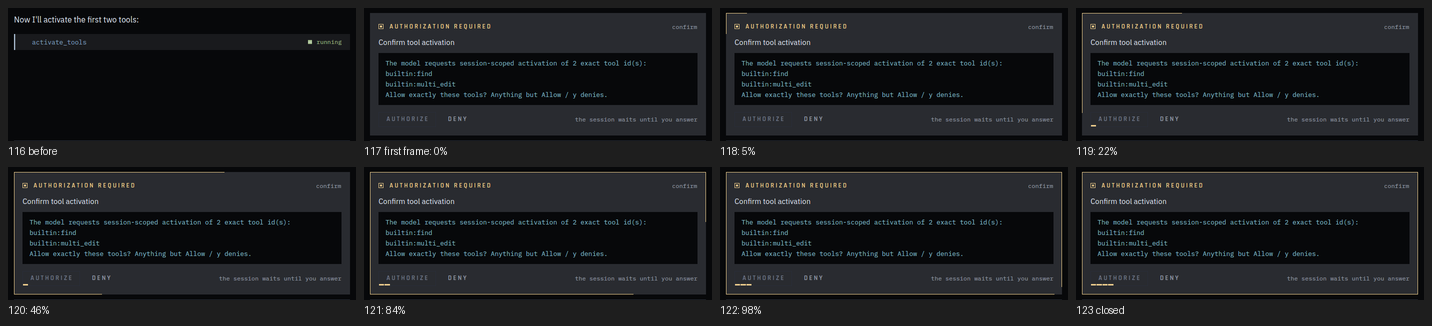 Now I'll activate the first two tools:
activate_tools running
116 before
AUTHORIZATION REQUIRED confirm
Confirm tool activation
The model requests session-scoped activation of 2 exact tool id(s):
builtin:find
builtin:multi_edit
Allow exactly these tools? Anything but Allow / y denies.
AUTHORIZE DENY the session waits until you answer
117 first frame: 0%
AUTHORIZATION REQUIRED confirm
Confirm tool activation
The model requests session-scoped activation of 2 exact tool id(s):
builtin:find
builtin:multi_edit
Allow exactly these tools? Anything but Allow / y denies.
AUTHORIZE DENY the session waits until you answer
118: 5%
AUTHORIZATION REQUIRED confirm
Confirm tool activation
The model requests session-scoped activation of 2 exact tool id(s):
builtin:find
builtin:multi_edit
Allow exactly these tools? Anything but Allow / y denies.
AUTHORIZE DENY the session waits until you answer
119: 22%
AUTHORIZATION REQUIRED confirm
Confirm tool activation
The model requests session-scoped activation of 2 exact tool id(s):
builtin:find
builtin:multi_edit
Allow exactly these tools? Anything but Allow / y denies.
AUTHORIZE DENY the session waits until you answer
120: 46%
AUTHORIZATION REQUIRED confirm
Confirm tool activation
The model requests session-scoped activation of 2 exact tool id(s):
builtin:find
builtin:multi_edit
Allow exactly these tools? Anything but Allow / y denies.
AUTHORIZE DENY the session waits until you answer
121: 84%
AUTHORIZATION REQUIRED confirm
Confirm tool activation
The model requests session-scoped activation of 2 exact tool id(s):
builtin:find
builtin:multi_edit
Allow exactly these tools? Anything but Allow / y denies.
AUTHORIZE DENY the session waits until you answer
122: 98%
AUTHORIZATION REQUIRED confirm
Confirm tool activation
The model requests session-scoped activation of 2 exact tool id(s):
builtin:find
builtin:multi_edit
Allow exactly these tools? Anything but Allow / y denies.
AUTHORIZE DENY the session waits until you answer
123 closed